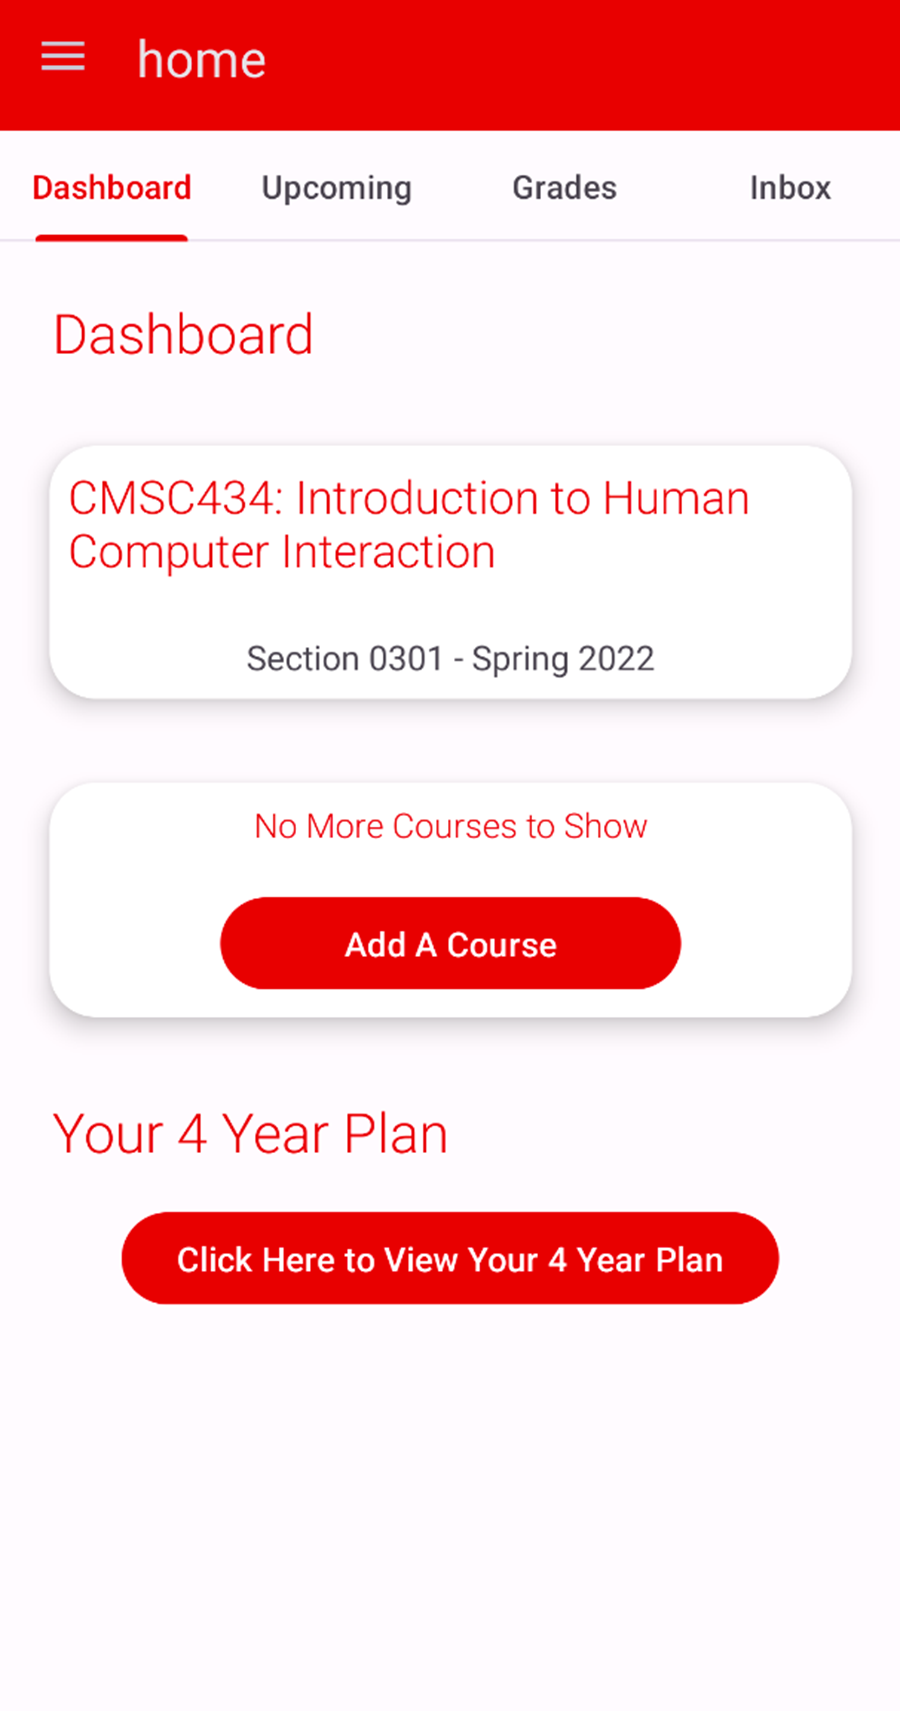 home
Dashboard
Upcoming
Grades
Inbox
Dashboard
CMSC434: Introduction to Human
Computer Interaction
Section 0301 - Spring 2022
No More Courses to Show
Add A Course
Your 4 Year Plan
Click Here to View Your 4 Year Plan